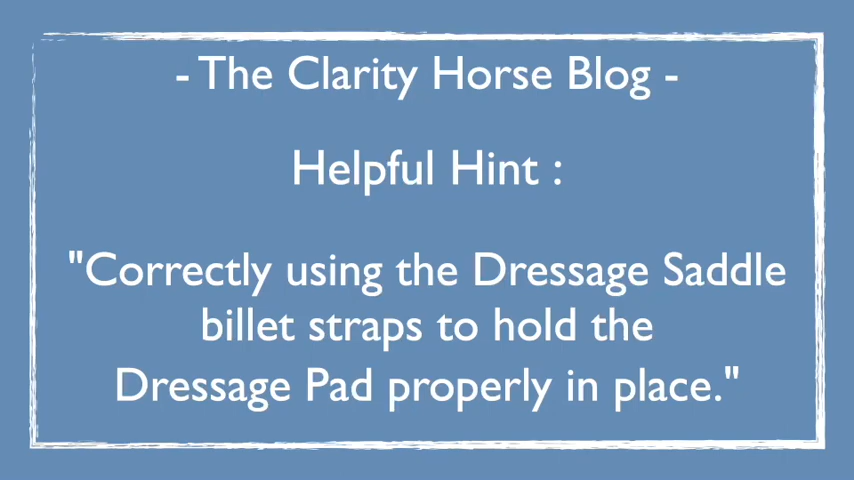 - The Clarity Horse Blog -
Helpful Hint :
"Correctly using the Dressage Saddle
billet straps to hold the
Dressage Pad properly in place."